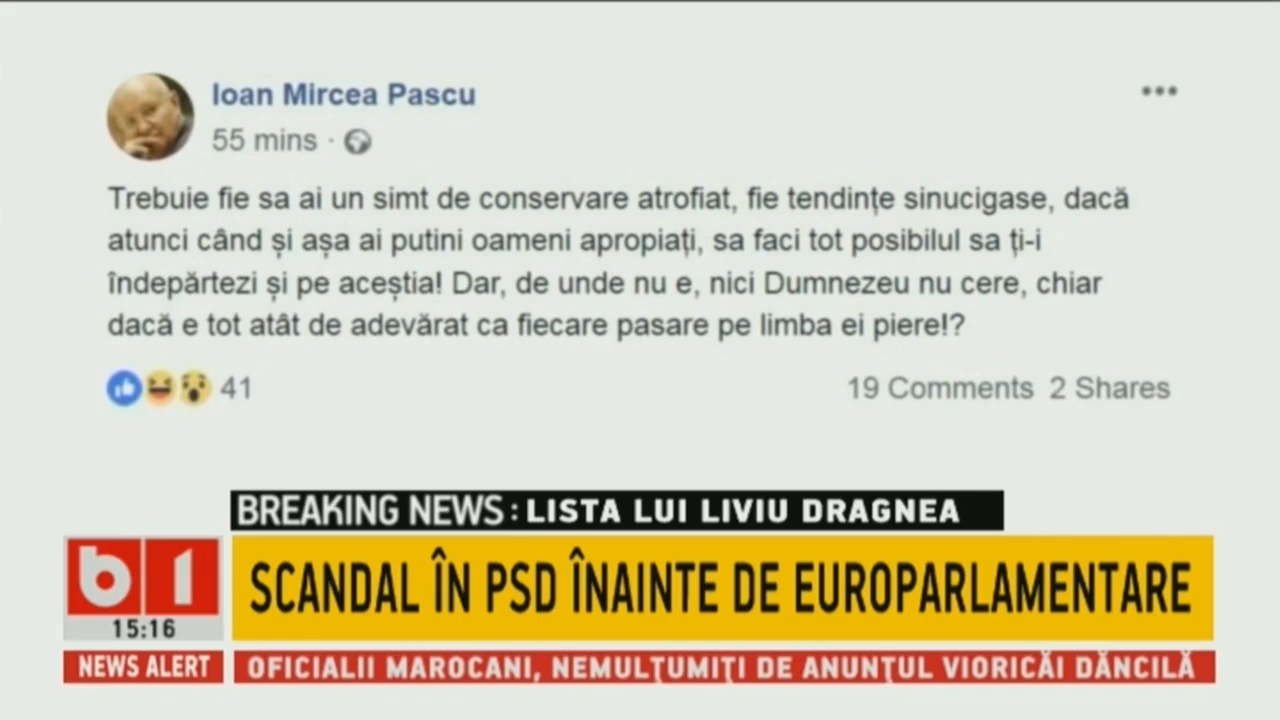 Ioan Mircea Pascu
55 mins ·
Trebuie fie sa ai un simt de conservare atrofiat, fie tendințe sinucigase, dacă
atunci când și așa ai putini oameni apropiați, sa faci tot posibilul sa ți-i
îndepărtezi și pe aceștia! Dar, de unde nu e, nici Dumnezeu nu cere, chiar
dacă e tot atât de adevărat ca fiecare pasare pe limba ei piere!?
41
19 Comments 2 Shares
BREAKING NEWS: LISTA LUI LIVIU DRAGNEA
b1
SCANDAL ÎN PSD ÎNAINTE DE EUROPARLAMENTARE
15:16
NEWS ALERT
OFICIALII MAROCANI, NEMULŢUMIŢI DE ANUNŢUL VIORICĂI DĂNCILĂ